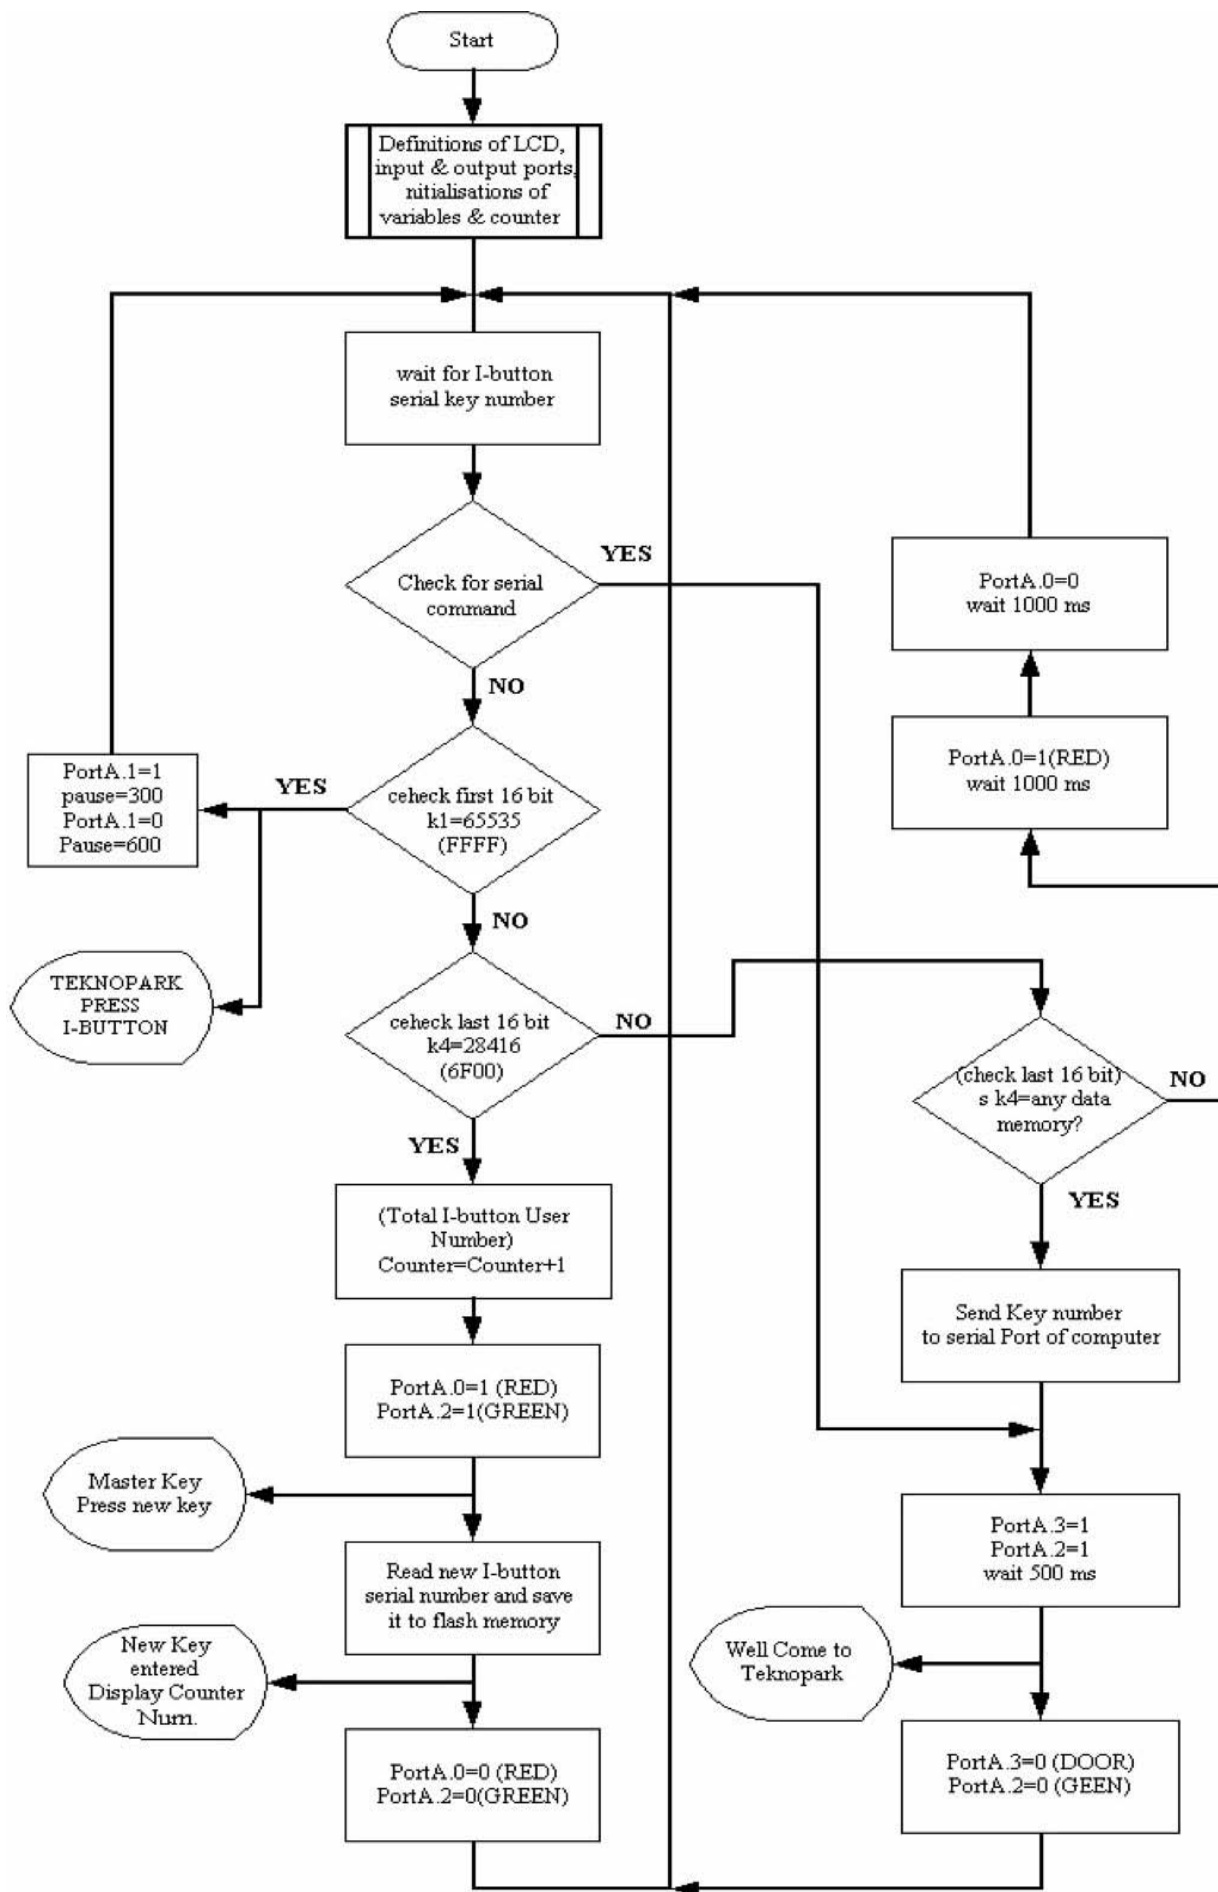 Start
Definitions of LCD,
input & output ports,
nitialisations of
variables & counter
wait for I-button
serial key number
YES
Check for serial
command
NO
PortA.0=0
wait 1000 ms
PortA.0=1(RED)
wait 1000 ms
PortA.1=1
pause=300
PortA.1=0
Pause=600
YES
ceheck first 16 bit
k1=65535
(FFFF)
NO
TEKNOPARK
PRESS
I-BUTTON
ceheck last 16 bit
k4=28416
(6F00)
NO
YES
(check last 16 bit)
s k4=any data
memory?
NO
YES
(Total I-button User
Number)
Counter=Counter+1
Send Key number
to serial Port of computer
PortA.0=1 (RED)
PortA.2=1(GREEN)
Master Key
Press new key
PortA.3=1
PortA.2=1
wait 500 ms
Read new I-button
serial number and save
it to flash memory
New Key
entered
Display Counter
Num.
Well Come to
Teknopark
PortA.0=0 (RED)
PortA.2=0(GREEN)
PortA.3=0 (DOOR)
PortA.2=0 (GEEN)